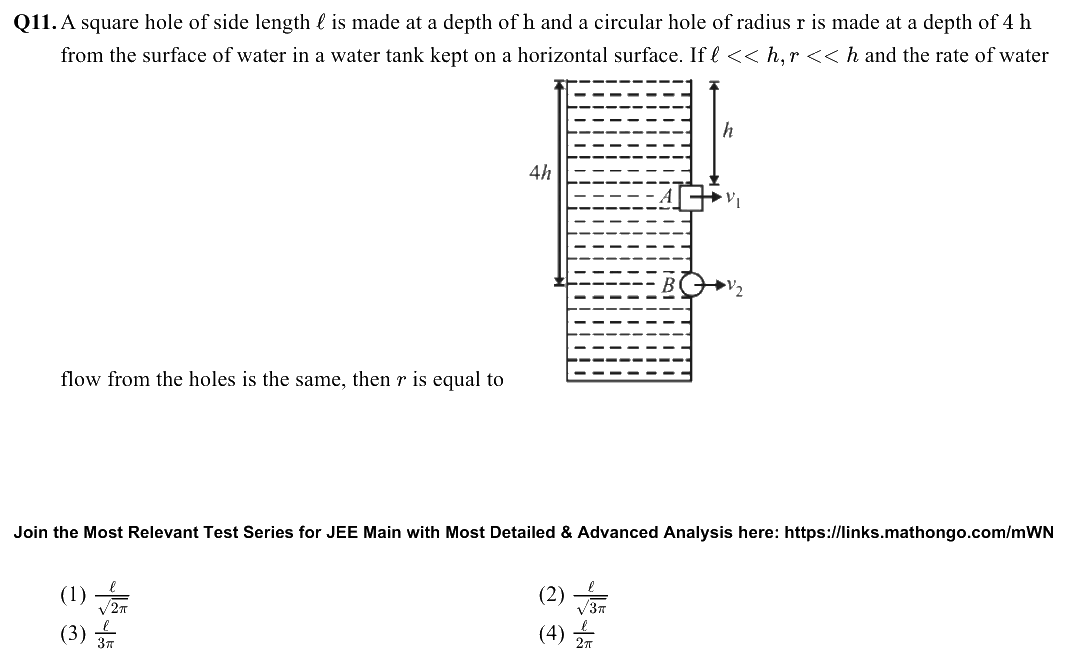 Q11. A square hole of side length ℓ is made at a depth of h and a circular hole of radius r is made at a depth of 4 h
from the surface of water in a water tank kept on a horizontal surface. If ℓ << h, r << h and the rate of water
h
4h
A v₁
B v₂
flow from the holes is the same, then r is equal to
Join the Most Relevant Test Series for JEE Main with Most Detailed & Advanced Analysis here: https://links.mathongo.com/mWN
(1) ℓ/√2π (2) ℓ/√3π
(3) ℓ/3π (4) ℓ/2π